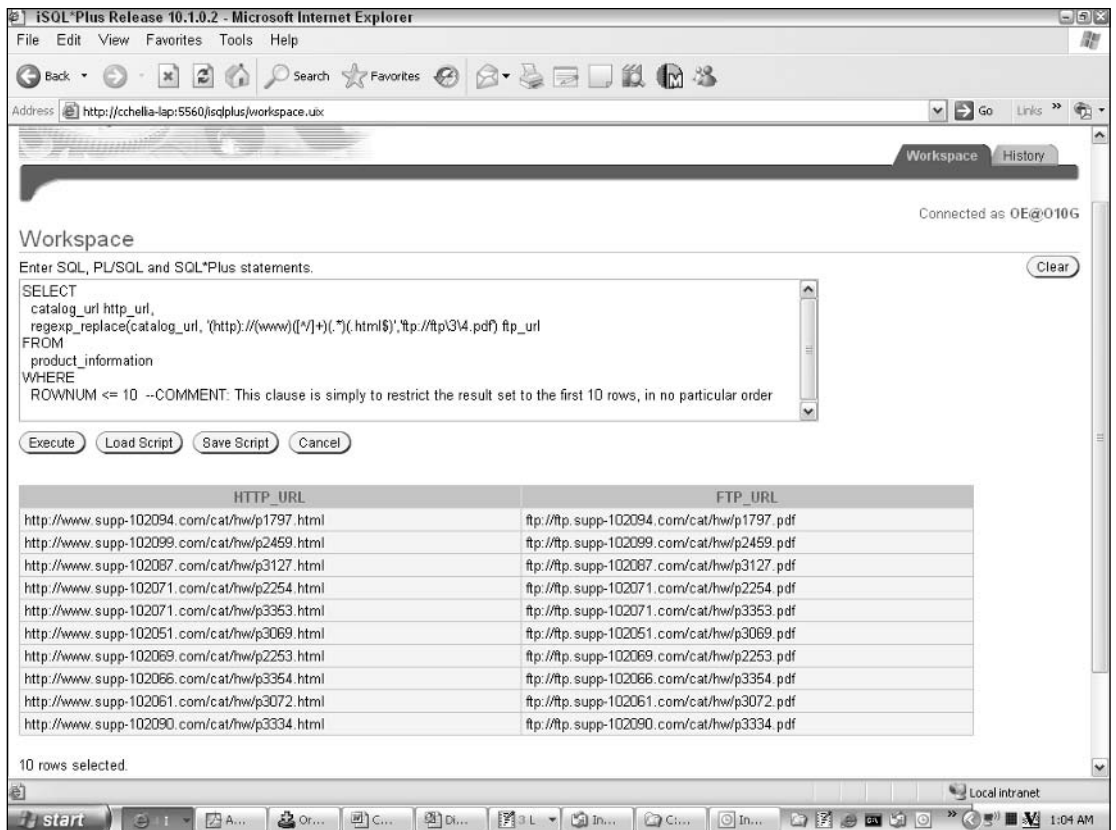 iSQL*Plus Release 10.1.0.2 - Microsoft Internet Explorer
File Edit View Favorites Tools Help
Back Search Favorites
Address http://cchellia-lap:5560/isqlplus/workspace.uix Go Links »
Workspace History
Connected as OE@O10G
Workspace
Enter SQL, PL/SQL and SQL*Plus statements. Clear
SELECT
catalog_url http_url,
regexp_replace(catalog_url, '(http)://(www)([^/]+)(.*)(.html$)','ftp://ftp\3\4.pdf') ftp_url
FROM
product_information
WHERE
ROWNUM <= 10 --COMMENT: This clause is simply to restrict the result set to the first 10 rows, in no particular order
Execute Load Script Save Script Cancel
HTTP_URL FTP_URL
http://www.supp-102094.com/cat/hw/p1797.html ftp://ftp.supp-102094.com/cat/hw/p1797.pdf
http://www.supp-102099.com/cat/hw/p2459.html ftp://ftp.supp-102099.com/cat/hw/p2459.pdf
http://www.supp-102087.com/cat/hw/p3127.html ftp://ftp.supp-102087.com/cat/hw/p3127.pdf
http://www.supp-102071.com/cat/hw/p2254.html ftp://ftp.supp-102071.com/cat/hw/p2254.pdf
http://www.supp-102071.com/cat/hw/p3353.html ftp://ftp.supp-102071.com/cat/hw/p3353.pdf
http://www.supp-102051.com/cat/hw/p3069.html ftp://ftp.supp-102051.com/cat/hw/p3069.pdf
http://www.supp-102069.com/cat/hw/p2253.html ftp://ftp.supp-102069.com/cat/hw/p2253.pdf
http://www.supp-102066.com/cat/hw/p3354.html ftp://ftp.supp-102066.com/cat/hw/p3354.pdf
http://www.supp-102061.com/cat/hw/p3072.html ftp://ftp.supp-102061.com/cat/hw/p3072.pdf
http://www.supp-102090.com/cat/hw/p3334.html ftp://ftp.supp-102090.com/cat/hw/p3334.pdf
10 rows selected.
Local intranet
start A... Or... C... Di... 3 L In... C:... In... » 1:04 AM